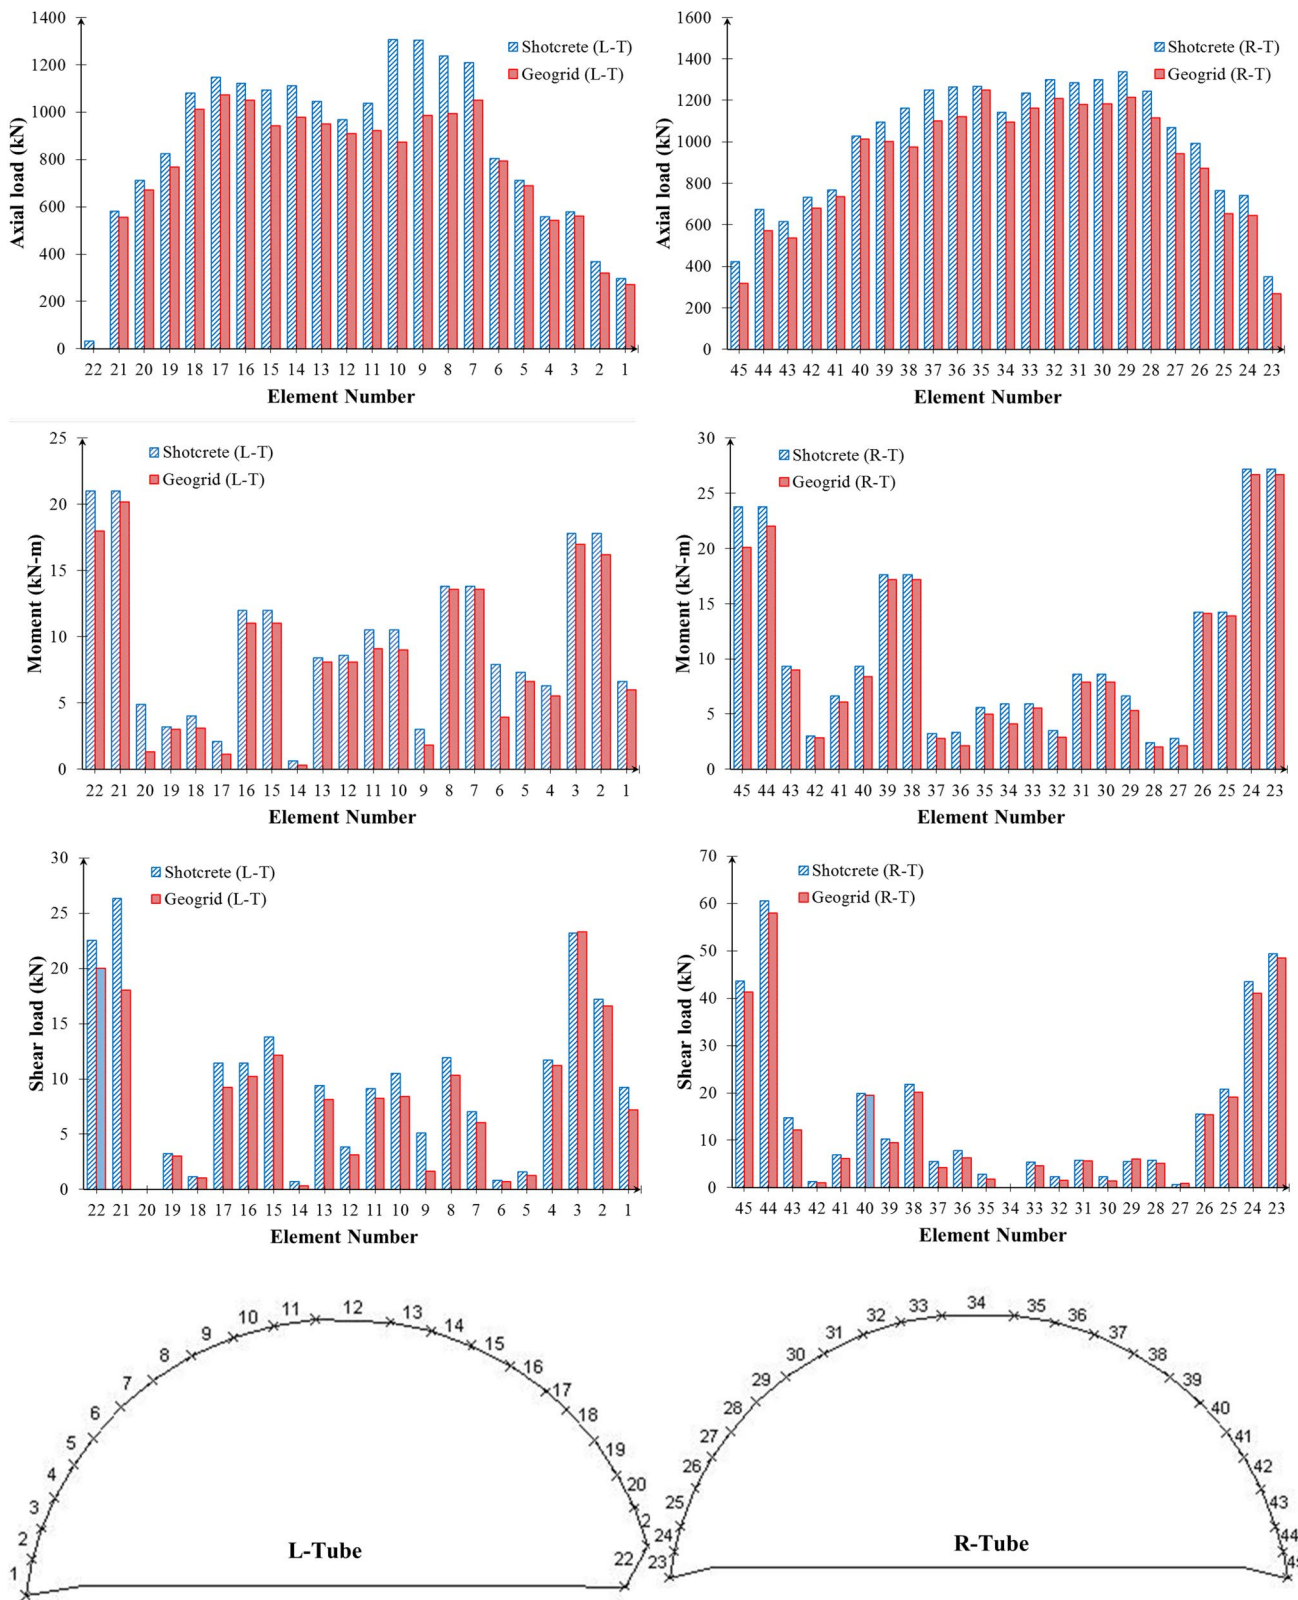 1400
1200
1000
800
600
400
200
0
Axial load (kN)
Shotcrete (L-T)
Geogrid (L-T)
22 21 20 19 18 17 16 15 14 13 12 11 10 9 8 7 6 5 4 3 2 1
Element Number
1600
1400
1200
1000
800
600
400
200
0
Axial load (kN)
Shotcrete (R-T)
Geogrid (R-T)
45 44 43 42 41 40 39 38 37 36 35 34 33 32 31 30 29 28 27 26 25 24 23
Element Number
25
20
15
10
5
0
Moment (kN-m)
Shotcrete (L-T)
Geogrid (L-T)
22 21 20 19 18 17 16 15 14 13 12 11 10 9 8 7 6 5 4 3 2 1
Element Number
30
25
20
15
10
5
0
Moment (kN-m)
Shotcrete (R-T)
Geogrid (R-T)
45 44 43 42 41 40 39 38 37 36 35 34 33 32 31 30 29 28 27 26 25 24 23
Element Number
30
25
20
15
10
5
0
Shear load (kN)
Shotcrete (L-T)
Geogrid (L-T)
22 21 20 19 18 17 16 15 14 13 12 11 10 9 8 7 6 5 4 3 2 1
Element Number
70
60
50
40
30
20
10
0
Shear load (kN)
Shotcrete (R-T)
Geogrid (R-T)
45 44 43 42 41 40 39 38 37 36 35 34 33 32 31 30 29 28 27 26 25 24 23
Element Number
1
2
3
4
5
6
7
8
9
10
11
12
13
14
15
16
17
18
19
20
2
22
L-Tube
23
24
25
26
27
28
29
30
31
32
33
34
35
36
37
38
39
40
41
42
43
44
R-Tube